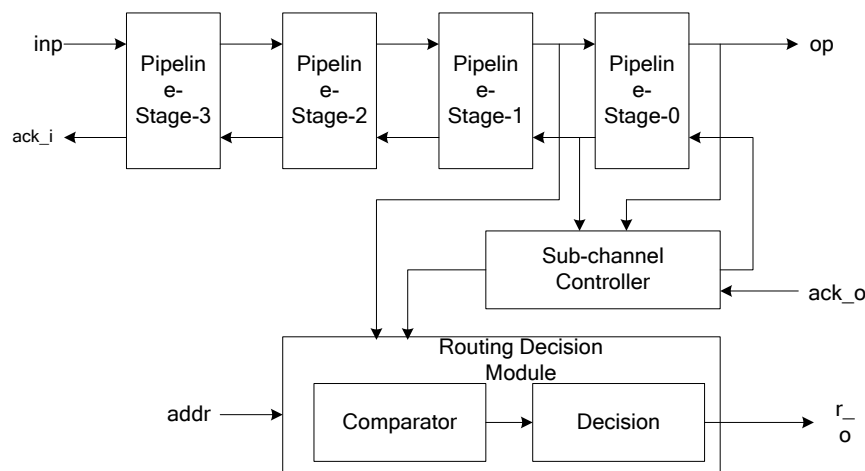 inp
Pipelin
e-
Stage-3
Pipelin
e-
Stage-2
Pipelin
e-
Stage-1
Pipelin
e-
Stage-0
op
ack_i
Sub-channel
Controller
ack_o
Routing Decision
Module
addr
Comparator
Decision
r_
o